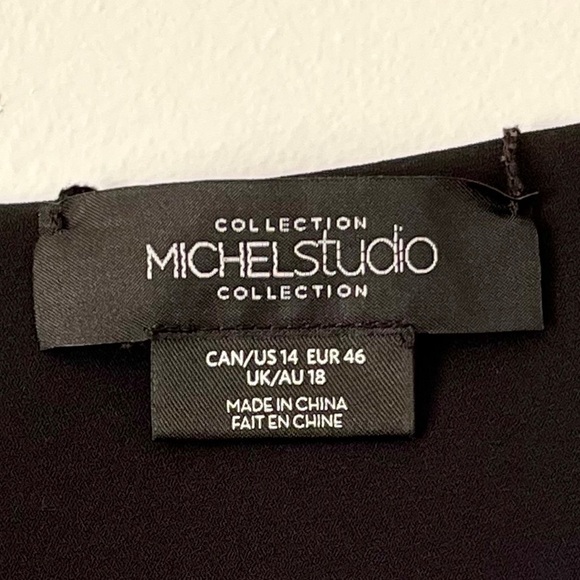 COLLECTION
MICHELstudio
COLLECTION
CAN/US 14 EUR 46
UK/AU 18
MADE IN CHINA
FAIT EN CHINE